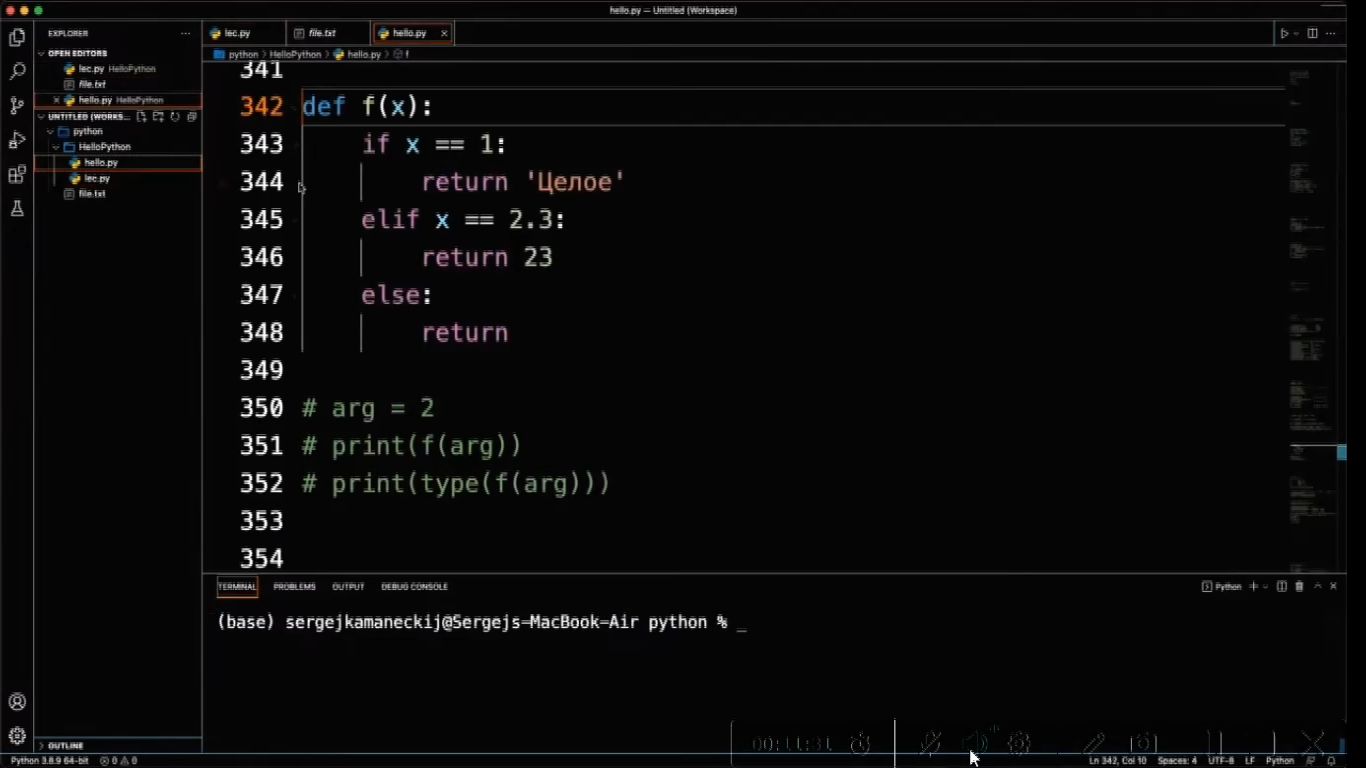 hello.py — Untitled (Workspace)
EXPLORER
OPEN EDITORS
lec.py HelloPython
file.txt
hello.py HelloPython
UNTITLED (WORKS...
python
HelloPython
hello.py
lec.py
file.txt
OUTLINE
lec.py
file.txt
hello.py
python > HelloPython > hello.py > f
341
342 def f(x):
343 if x == 1:
344 return 'Целое'
345 elif x == 2.3:
346 return 23
347 else:
348 return
349
350 # arg = 2
351 # print(f(arg))
352 # print(type(f(arg)))
353
354
TERMINAL PROBLEMS OUTPUT DEBUG CONSOLE
Python
(base) sergejkamaneckij@Sergejs-MacBook-Air python % _
00:11:31
Python 3.8.9 64-bit 0 0
Ln 342, Col 10 Spaces: 4 UTF-8 LF Python